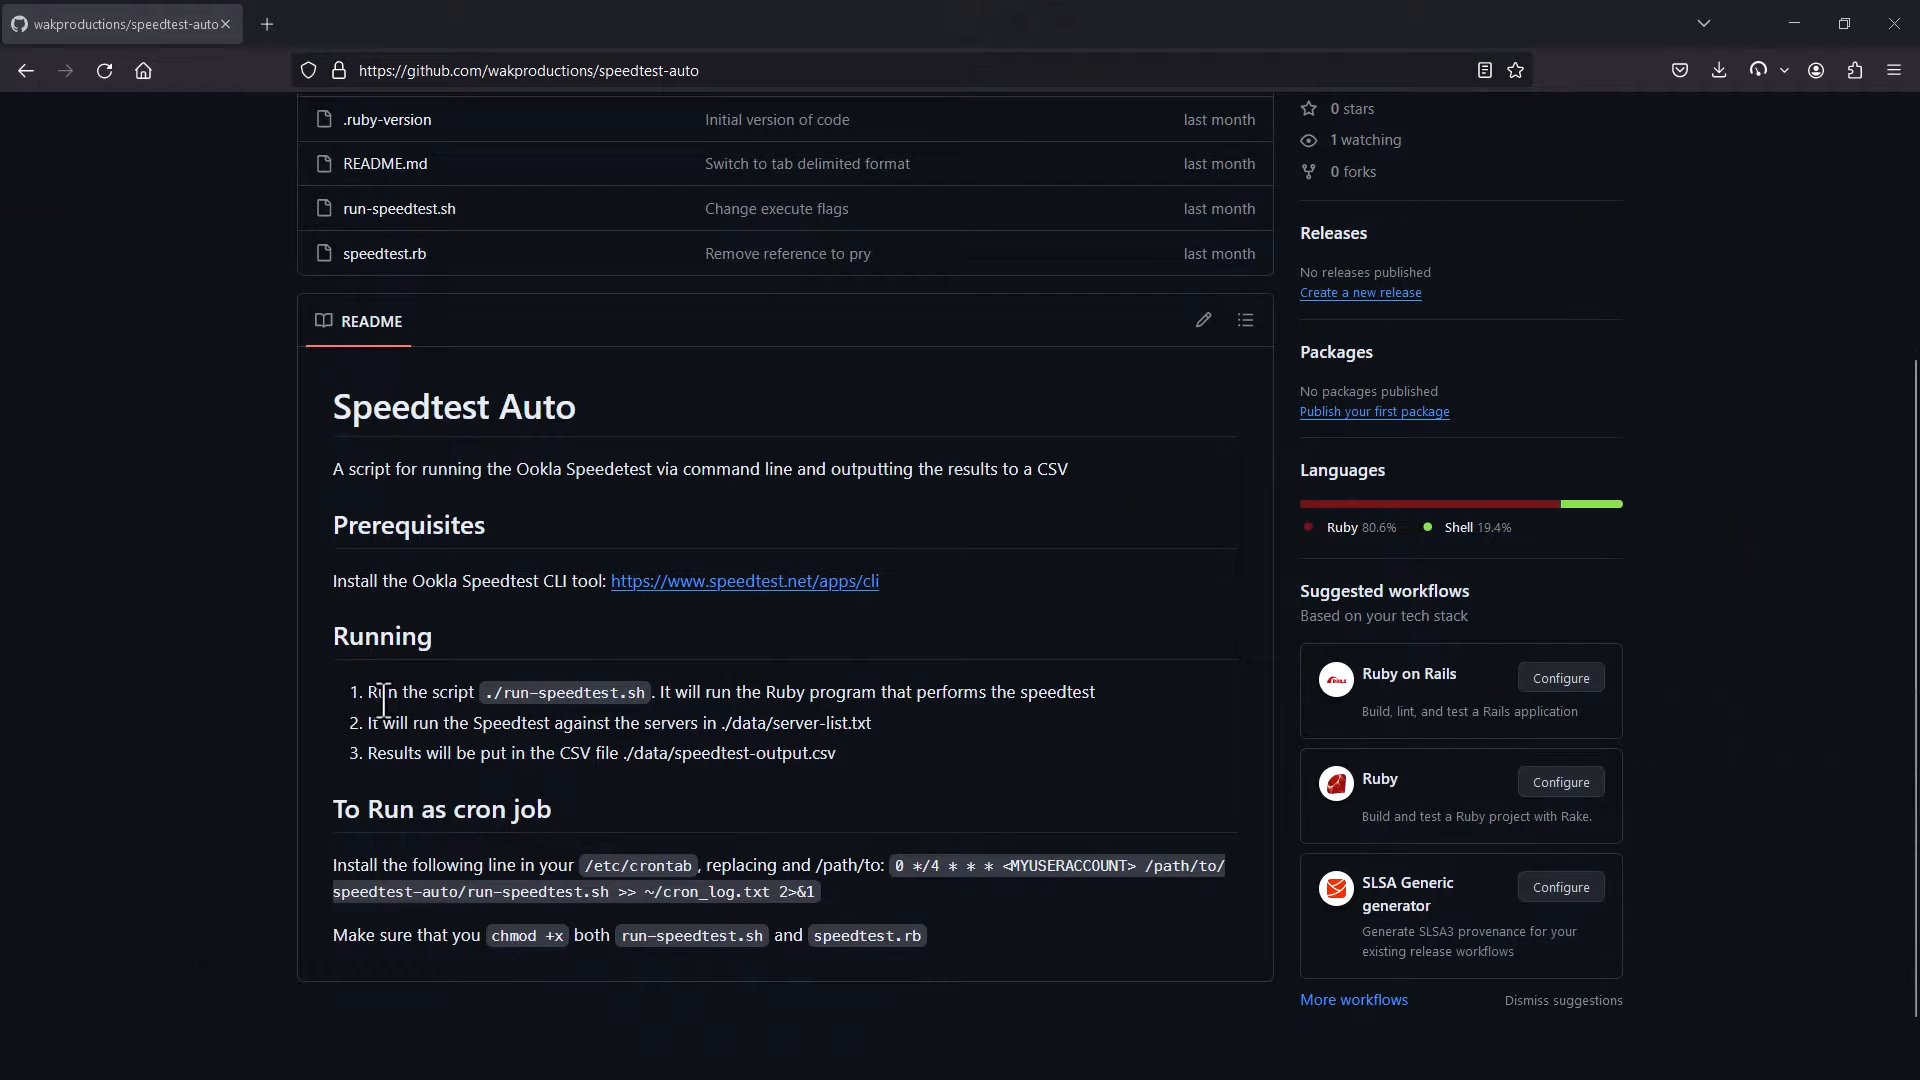 wakproductions/speedtest-auto
https://github.com/wakproductions/speedtest-auto
.ruby-version Initial version of code last month
README.md Switch to tab delimited format last month
run-speedtest.sh Change execute flags last month
speedtest.rb Remove reference to pry last month
README
Speedtest Auto
A script for running the Ookla Speedetest via command line and outputting the results to a CSV
Prerequisites
Install the Ookla Speedtest CLI tool: https://www.speedtest.net/apps/cli
Running
1. Run the script ./run-speedtest.sh. It will run the Ruby program that performs the speedtest
2. It will run the Speedtest against the servers in ./data/server-list.txt
3. Results will be put in the CSV file ./data/speedtest-output.csv
To Run as cron job
Install the following line in your /etc/crontab, replacing and /path/to: 0 */4 * * * <MYUSERACCOUNT> /path/to/
speedtest-auto/run-speedtest.sh >> ~/cron_log.txt 2>&1
Make sure that you chmod +x both run-speedtest.sh and speedtest.rb
0 stars
1 watching
0 forks
Releases
No releases published
Create a new release
Packages
No packages published
Publish your first package
Languages
Ruby 80.6% Shell 19.4%
Suggested workflows
Based on your tech stack
Ruby on Rails Configure
Build, lint, and test a Rails application
Ruby Configure
Build and test a Ruby project with Rake.
SLSA Generic
generator Configure
Generate SLSA3 provenance for your
existing release workflows
More workflows Dismiss suggestions